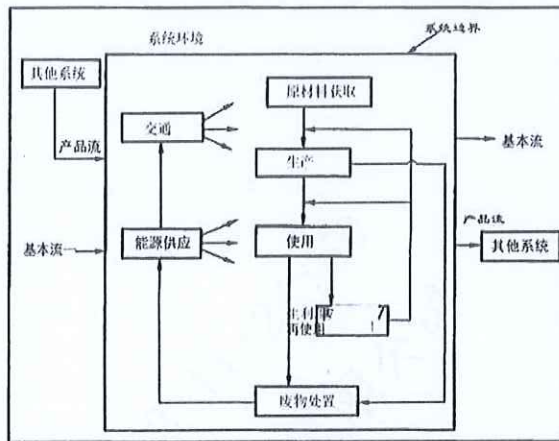 系统环境
系统边界
其他系统
原材料获取
交通
产品流
基本流
生产
产品流
能源供应
使用
基本流
其他系统
再使用
废物处置